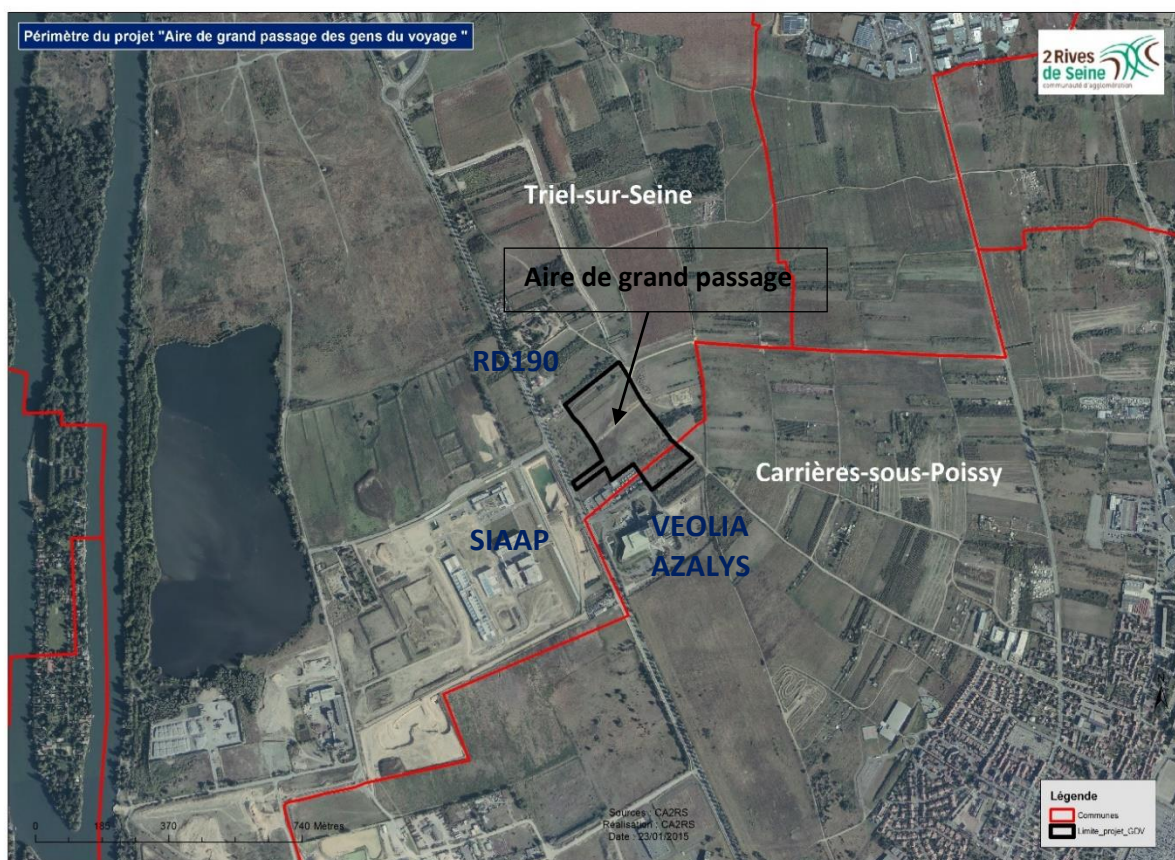 Périmètre du projet "Aire de grand passage des gens du voyage "
2 Rives
de Seine
communauté d'agglomération
Triel-sur-Seine
Aire de grand passage
RD190
Carrières-sous-Poissy
SIAAP
VEOLIA
AZALYS
0 185 370 740 Mètres
Sources : CA2RS
Réalisation : CA2RS
Date : 23/01/2015
Légende
Communes
Limite_projet_GDV